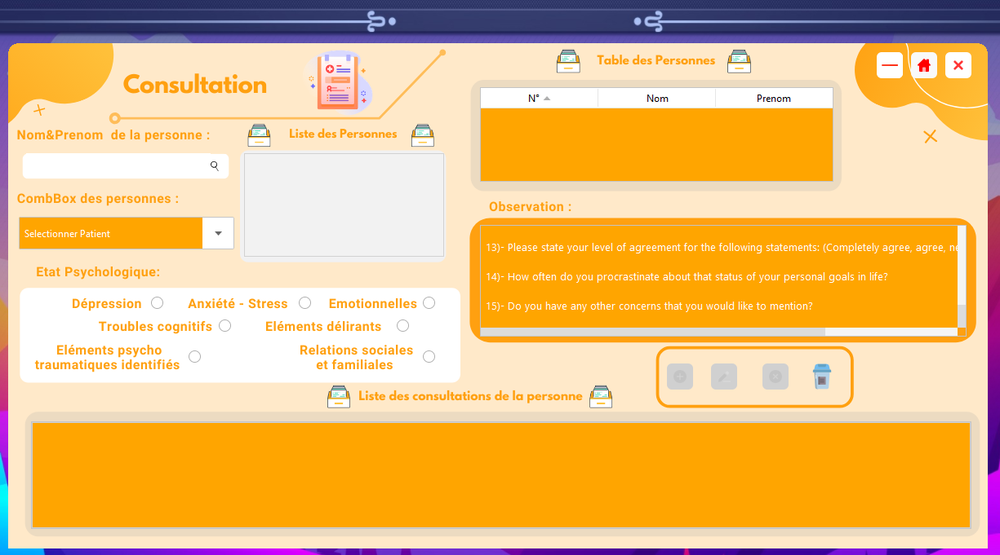 Consultation
Table des Personnes
N° Nom Prenom
Nom&Prenom de la personne :
Liste des Personnes
CombBox des personnes :
Selectionner Patient
Observation :
13)- Please state your level of agreement for the following statements: (Completely agree, agree, ne
14)- How often do you procrastinate about that status of your personal goals in life?
15)- Do you have any other concerns that you would like to mention?
Etat Psychologique:
Dépression Anxiété - Stress Emotionnelles
Troubles cognitifs Eléments délirants
Eléments psycho
traumatiques identifiés
Relations sociales
et familiales
Liste des consultations de la personne